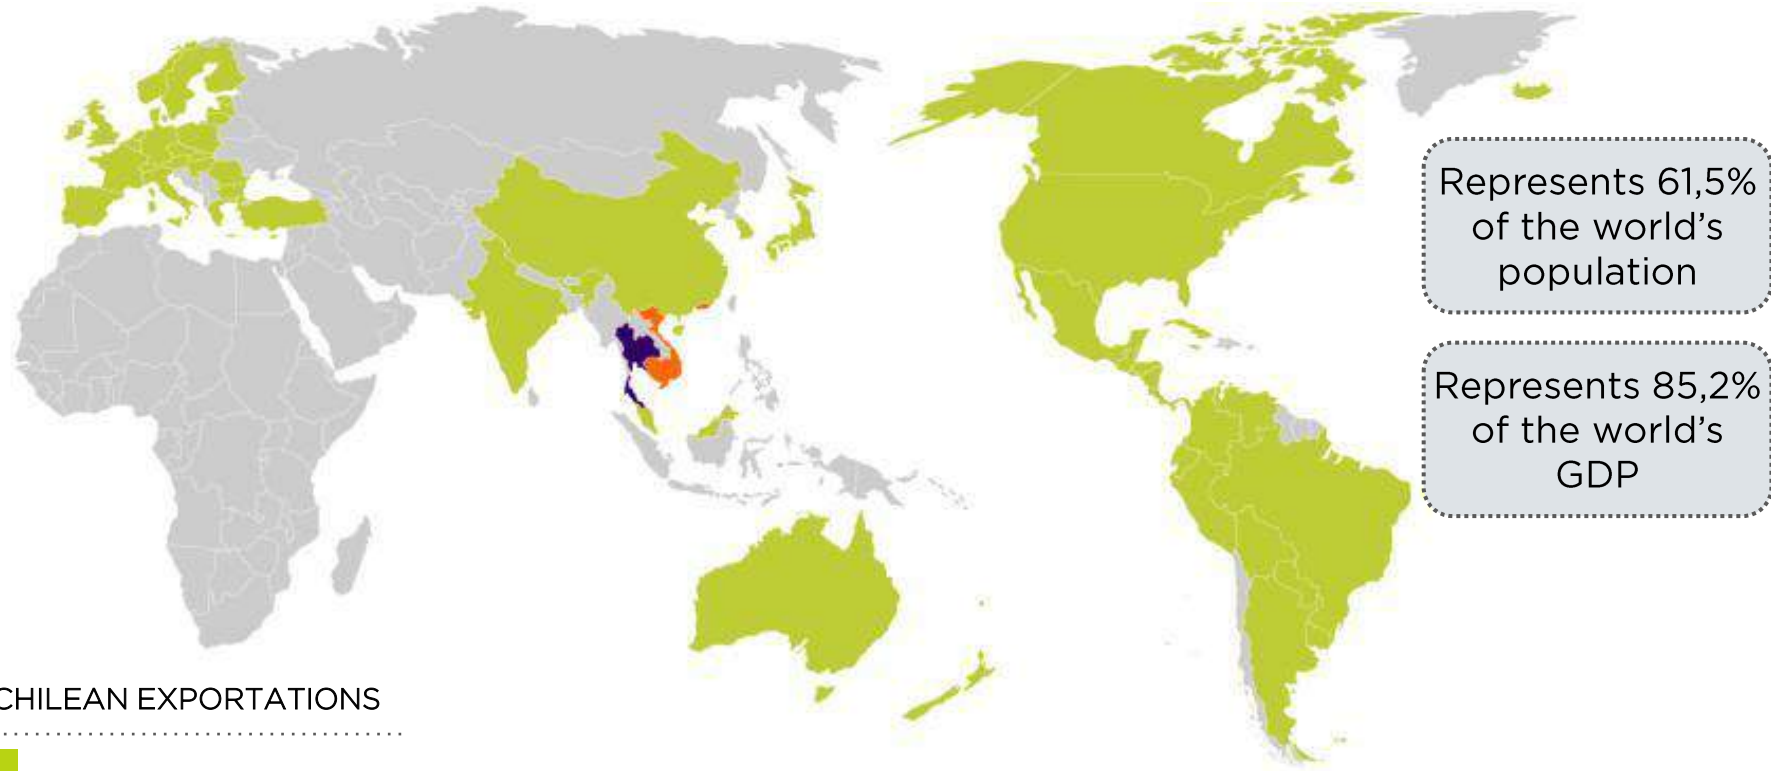 Represents 61,5%
of the world's
population
Represents 85,2%
of the world's
GDP
CHILEAN EXPORTATIONS